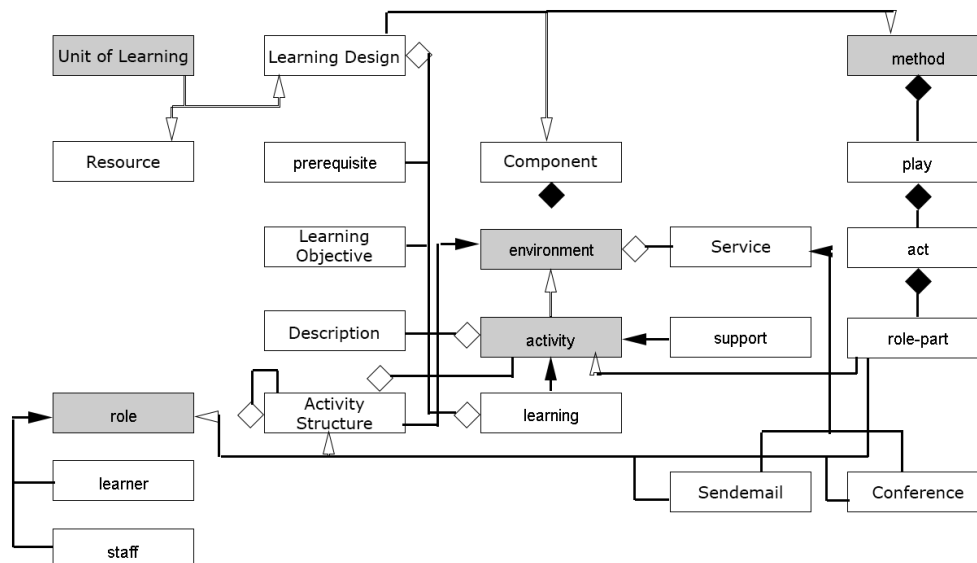 Unit of Learning
Learning Design
method
Resource
prerequisite
Component
play
Learning
Objective
environment
Service
act
Description
activity
support
role-part
role
Activity
Structure
learning
learner
Sendemail
Conference
staff